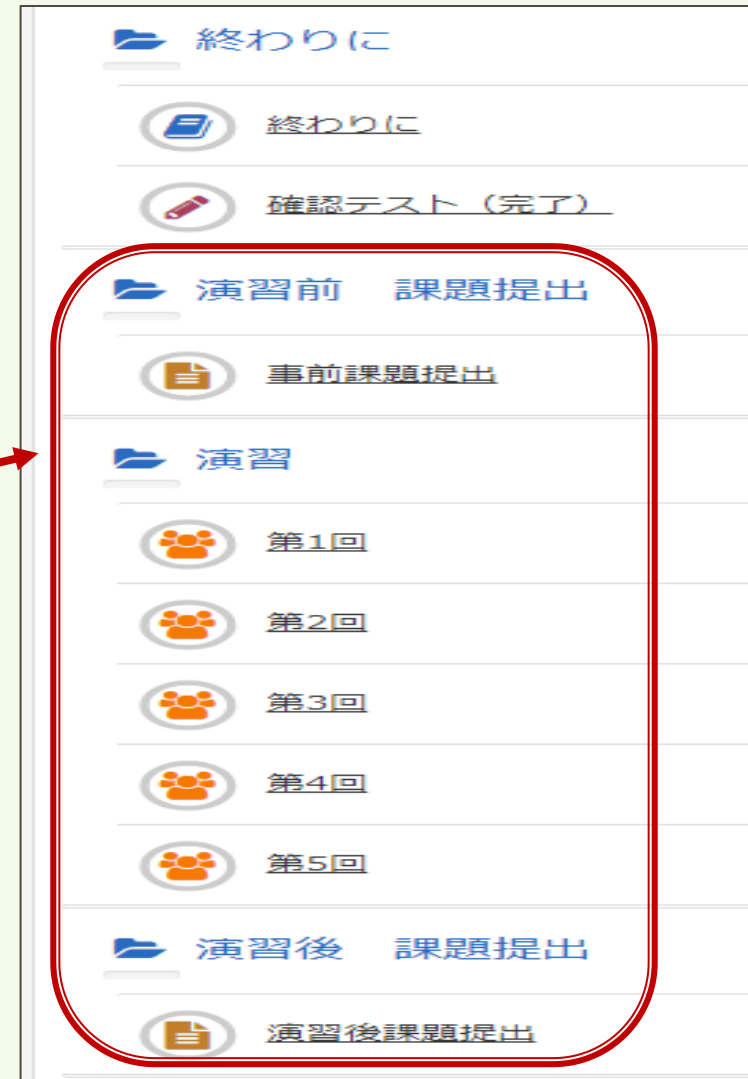 終わりに
終わりに
確認テスト（完了）
演習前　課題提出
事前課題提出
演習
第1回
第2回
第3回
第4回
第5回
演習後　課題提出
演習後課題提出